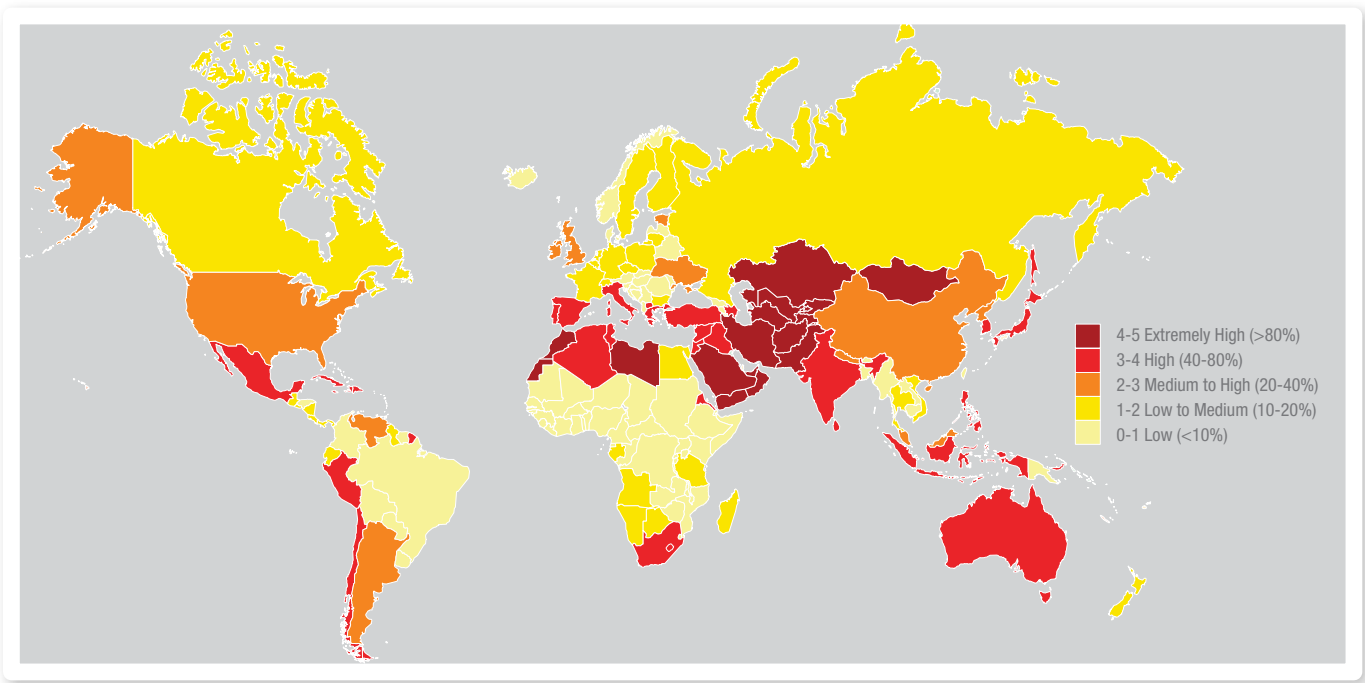 4-5 Extremely High (>80%)
3-4 High (40-80%)
2-3 Medium to High (20-40%)
1-2 Low to Medium (10-20%)
0-1 Low (<10%)